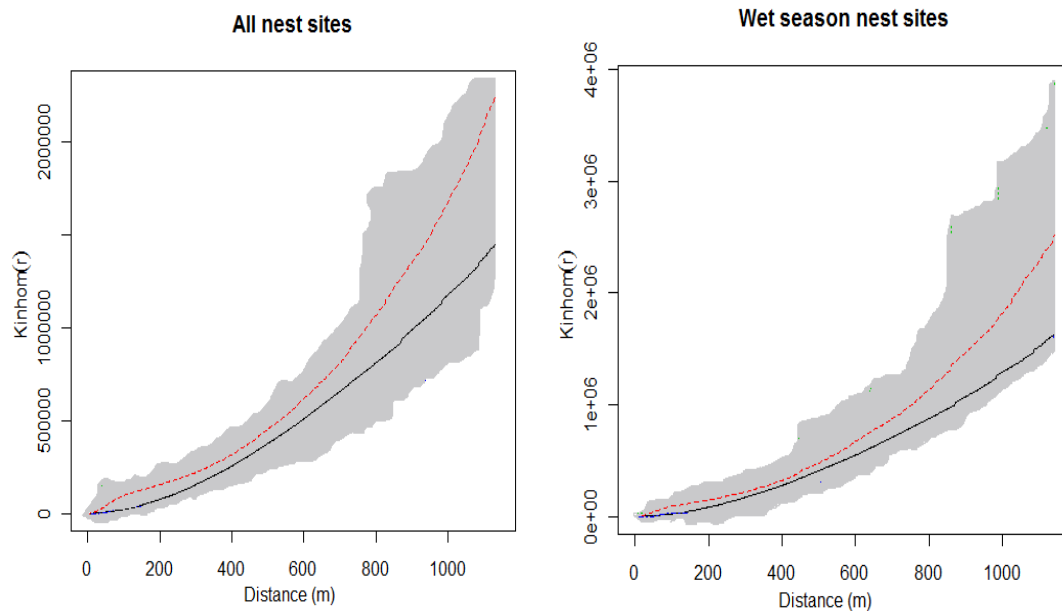 All nest sites
Kinhom(r)
2000000
1000000
500000
0
0
200
400
600
800
1000
Distance (m)
Wet season nest sites
Kinhom(r)
4e+06
3e+06
2e+06
1e+06
0e+00
0
200
400
600
800
1000
Distance (m)